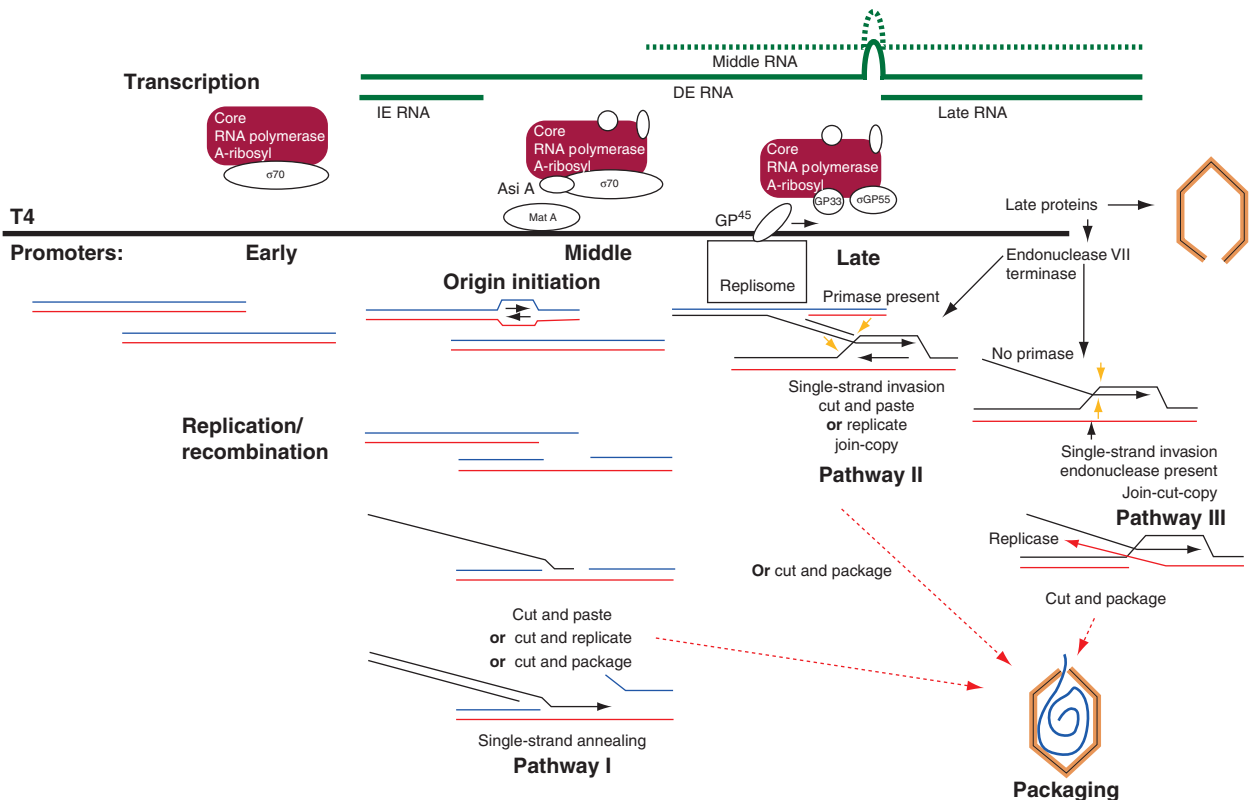 Middle RNA
Transcription
DE RNA
IE RNA
Late RNA
Core
RNA polymerase
A-ribosyl
σ70
Core
RNA polymerase
A-ribosyl
Asi A
σ70
Mat A
Core
RNA polymerase
A-ribosyl
GP33
σGP55
GP45
T4
Late proteins
Promoters:
Early
Middle
Late
Endonuclease VII
terminase
Origin initiation
Replisome
Primase present
No primase
Single-strand invasion
cut and paste
or replicate
join-copy
Pathway II
Replication/
recombination
Single-strand invasion
endonuclease present
Join-cut-copy
Pathway III
Replicase
Or cut and package
Cut and package
Cut and paste
or cut and replicate
or cut and package
Single-strand annealing
Pathway I
Packaging